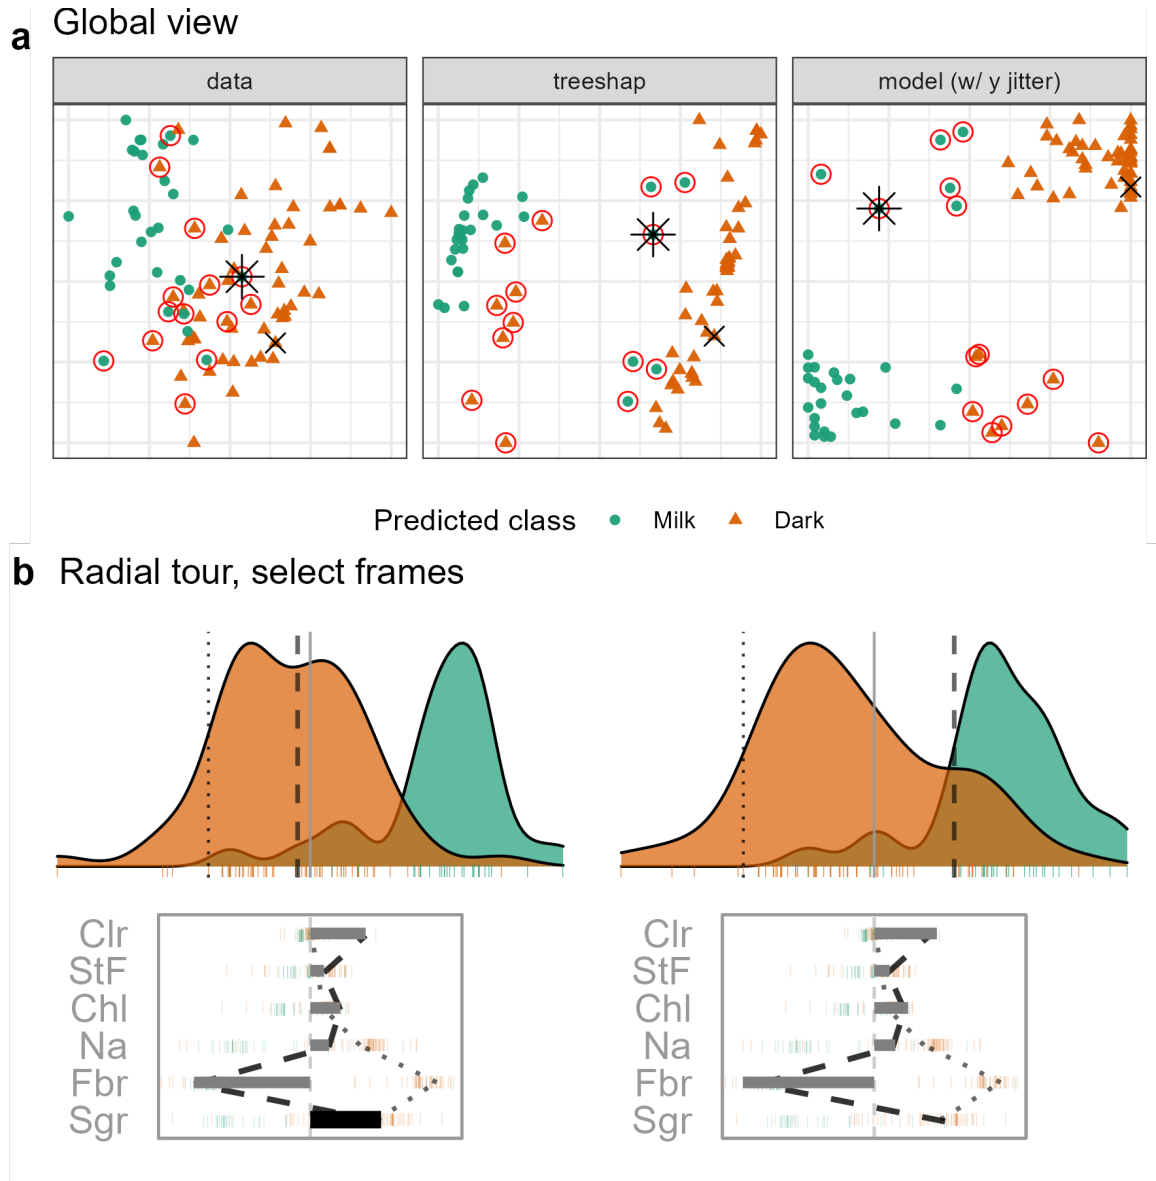 a Global view
data treeshap model (w/ y jitter)
Predicted class Milk Dark
b Radial tour, select frames
Clr Clr
StF StF
Chl Chl
Na Na
Fbr Fbr
Sgr Sgr